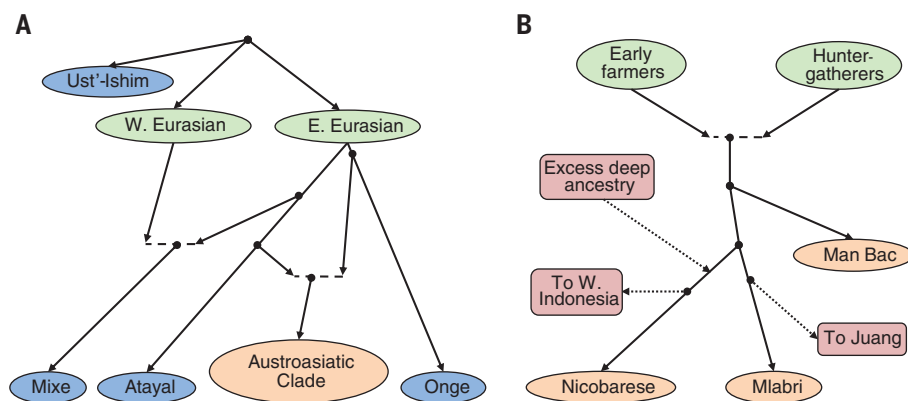 A
Ust'-Ishim
W. Eurasian
E. Eurasian
Mixe
Atayal
Austroasiatic
Clade
Onge
B
Early
farmers
Hunter-
gatherers
Excess deep
ancestry
Man Bac
To W.
Indonesia
To Juang
Nicobarese
Mlabri